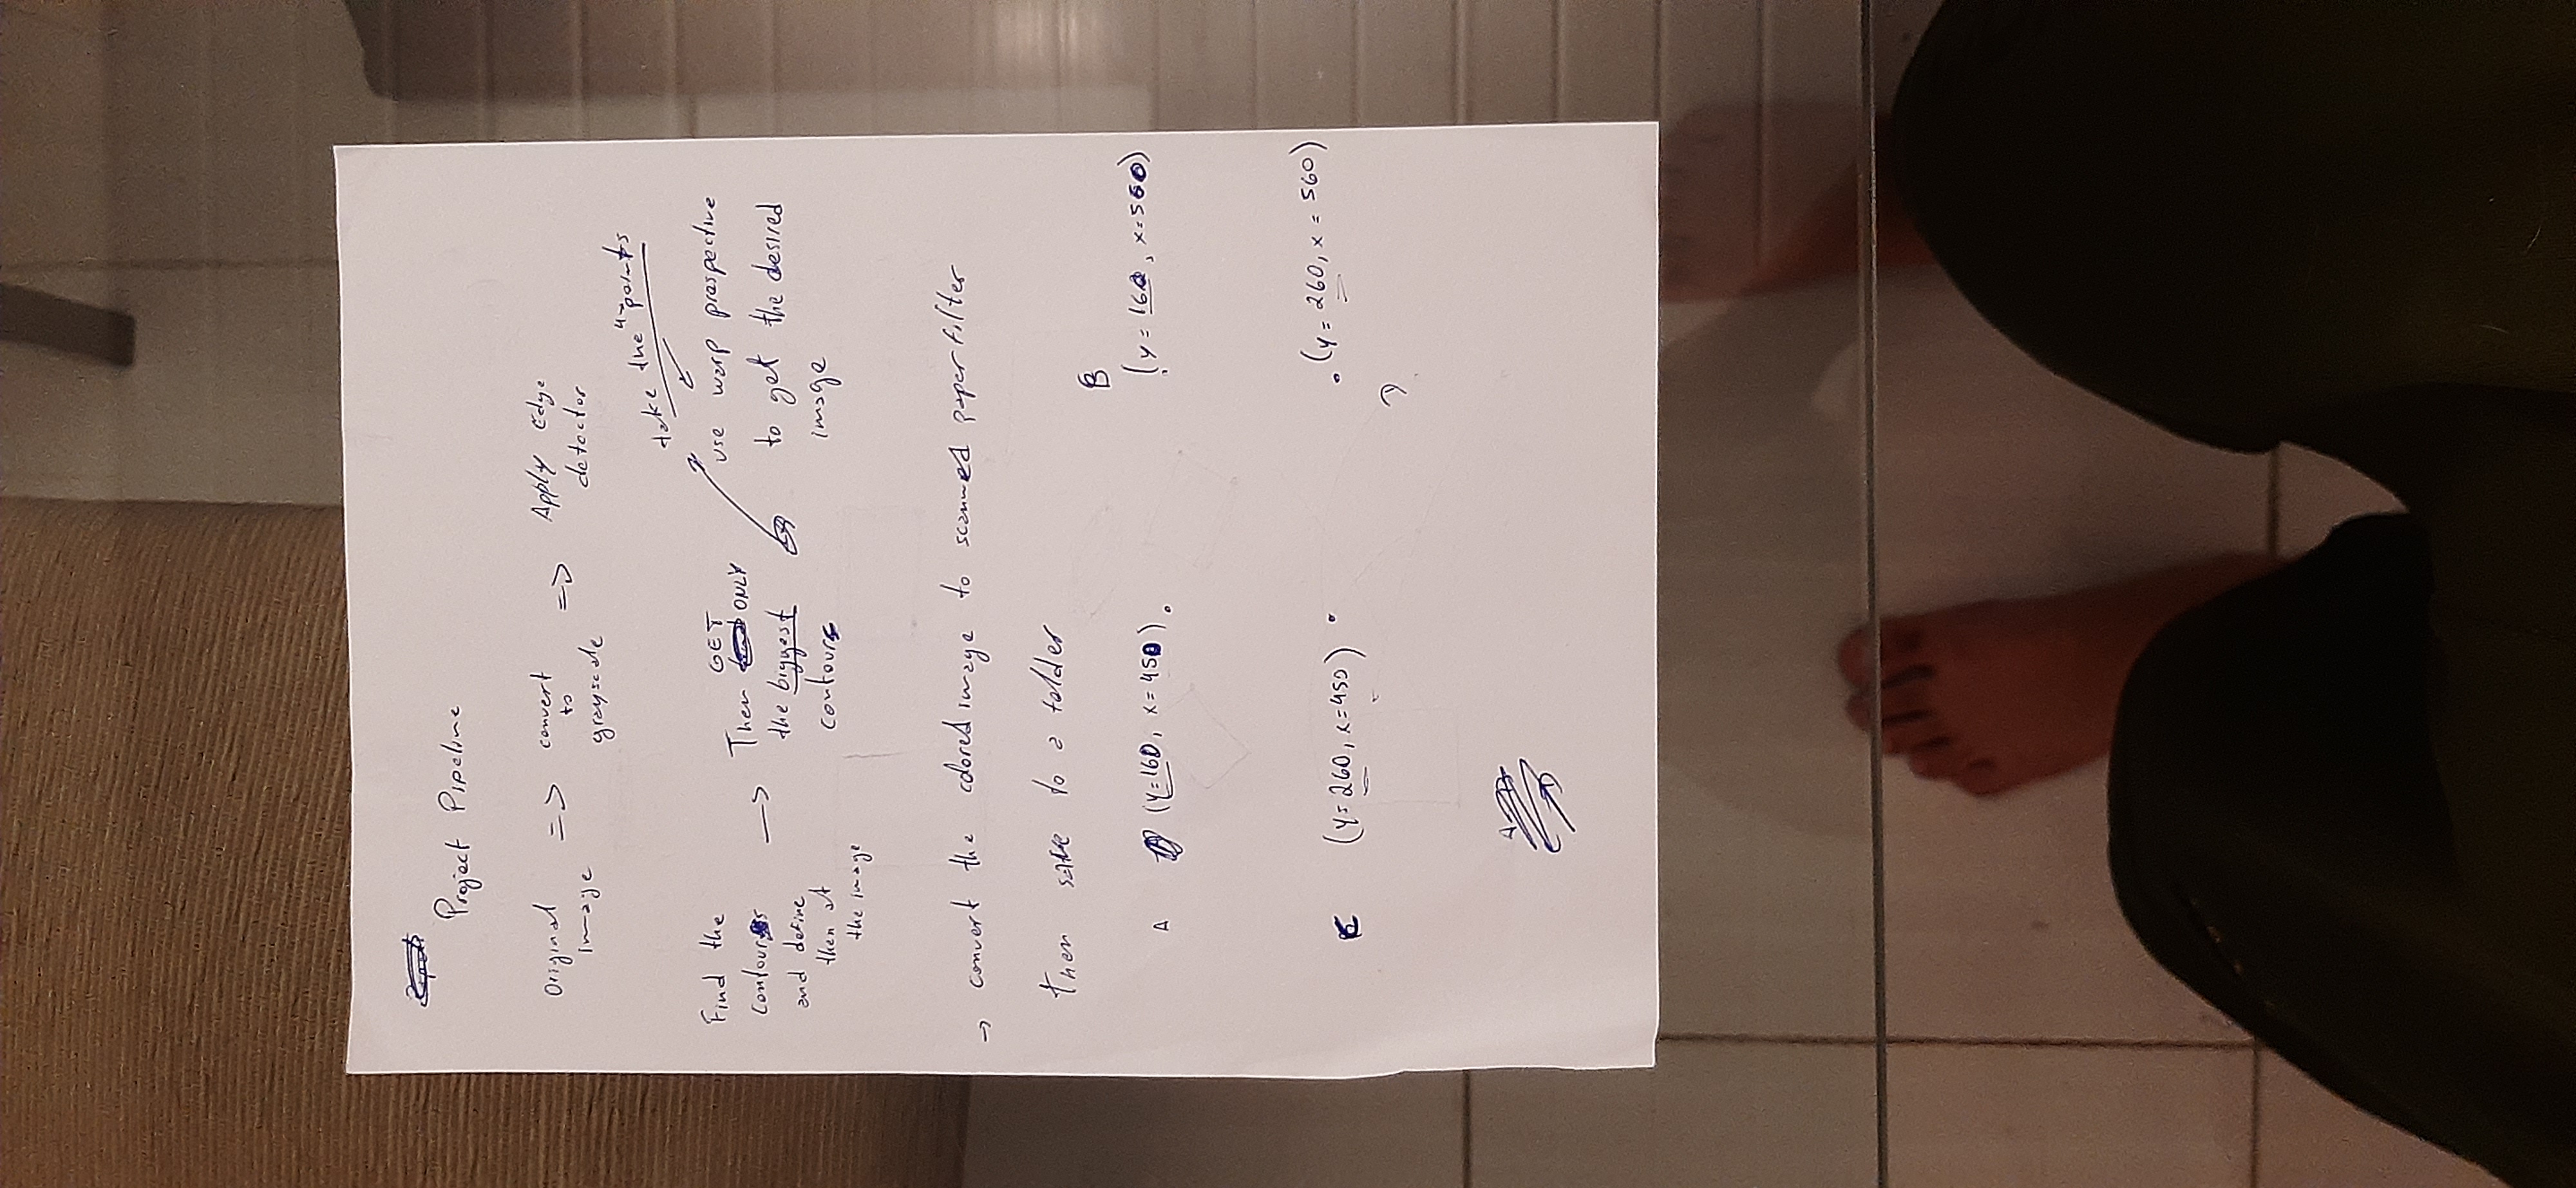 Project Pipeline
Original => convert => Apply Edge
image to detector
grayscale
take the 4 points
Find the GET use warp prespective
contours → Then ONLY to get the desired
and define the biggest image
then at contours
the image
→ convert the colored image to scanned paper filter
then save to a folder
B
A (y=160, x=450). (y=160, x=560)
C (y=260, x=450) . . (y=260, x=560)
D